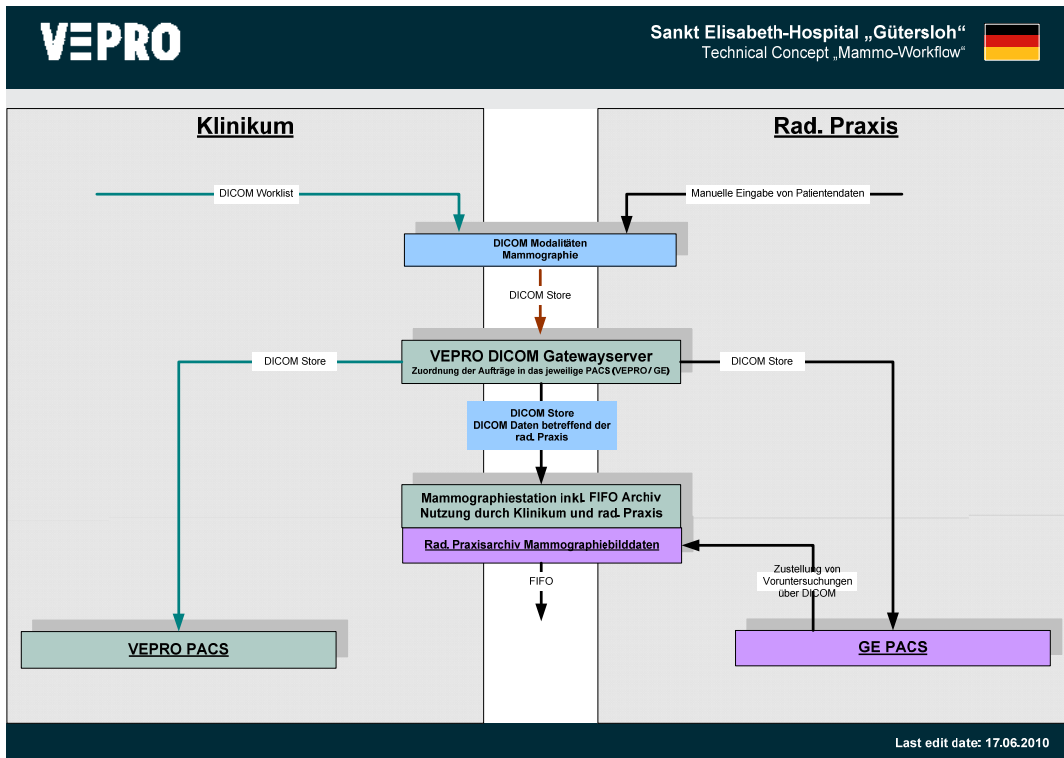 VEPRO
Sankt Elisabeth-Hospital „Gütersloh“
Technical Concept „Mammo-Workflow“
Klinikum
Rad. Praxis
DICOM Worklist
Manuelle Eingabe von Patientendaten
DICOM Modalitäten
Mammographie
DICOM Store
VEPRO DICOM Gatewayserver
Zuordnung der Aufträge in das jeweilige PACS (VEPRO / GE)
DICOM Store
DICOM Store
DICOM Store
DICOM Daten betreffend der
rad. Praxis
Mammographiestation inkl. FIFO Archiv
Nutzung durch Klinikum und rad. Praxis
Rad. Praxisarchiv Mammographiebilddaten
FIFO
Zustellung von
Voruntersuchungen
über DICOM
VEPRO PACS
GE PACS
Last edit date: 17.06.2010